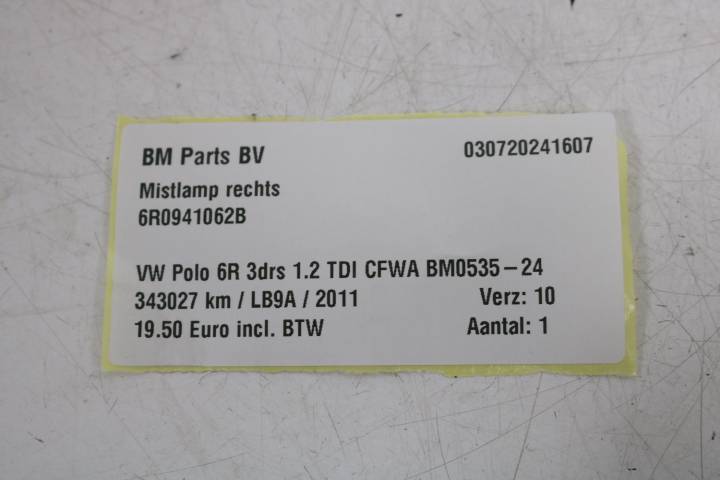 BM Parts BV 030720241607
Mistlamp rechts
6R0941062B
VW Polo 6R 3drs 1.2 TDI CFWA BM0535-24
343027 km / LB9A / 2011 Verz: 10
19.50 Euro incl. BTW Aantal: 1